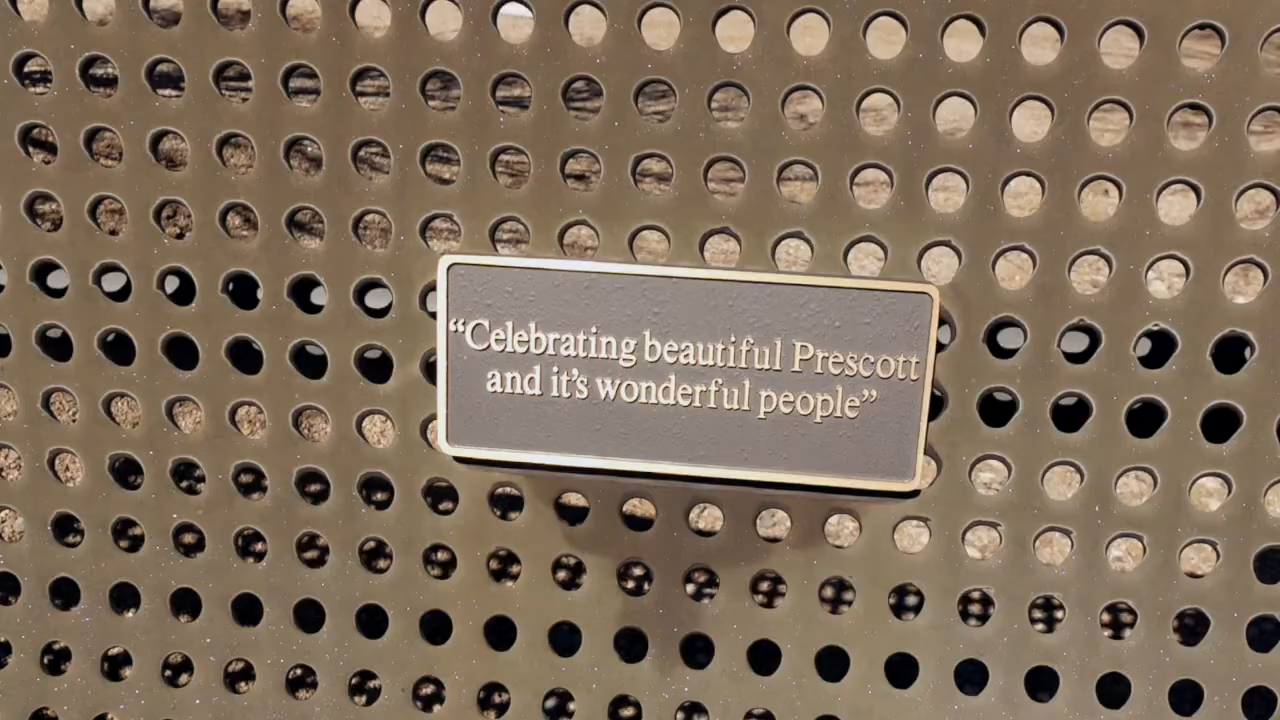 “Celebrating beautiful Prescott
and it’s wonderful people”